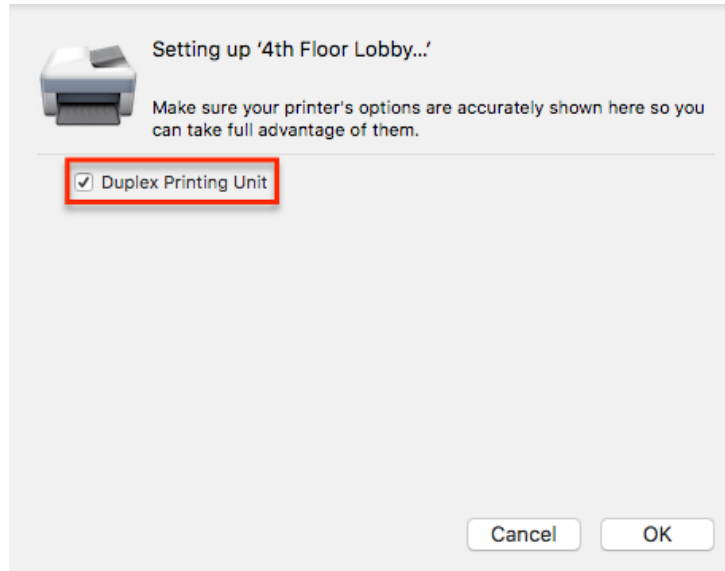 Setting up ‘4th Floor Lobby...’
Make sure your printer's options are accurately shown here so you
can take full advantage of them.
Duplex Printing Unit
Cancel OK